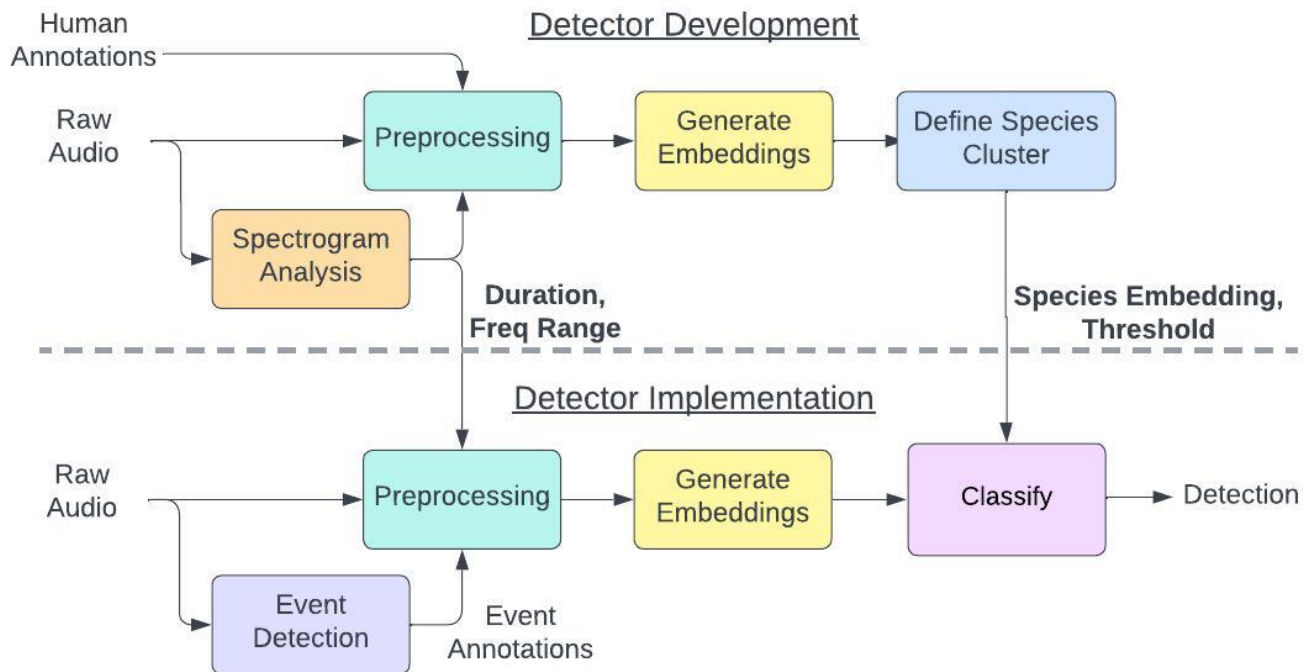 Detector Development
Human
Annotations
Raw
Audio
Preprocessing
Generate
Embeddings
Define Species
Cluster
Spectrogram
Analysis
Duration,
Freq Range
Species Embedding,
Threshold
Detector Implementation
Raw
Audio
Preprocessing
Generate
Embeddings
Classify
Detection
Event
Detection
Event
Annotations